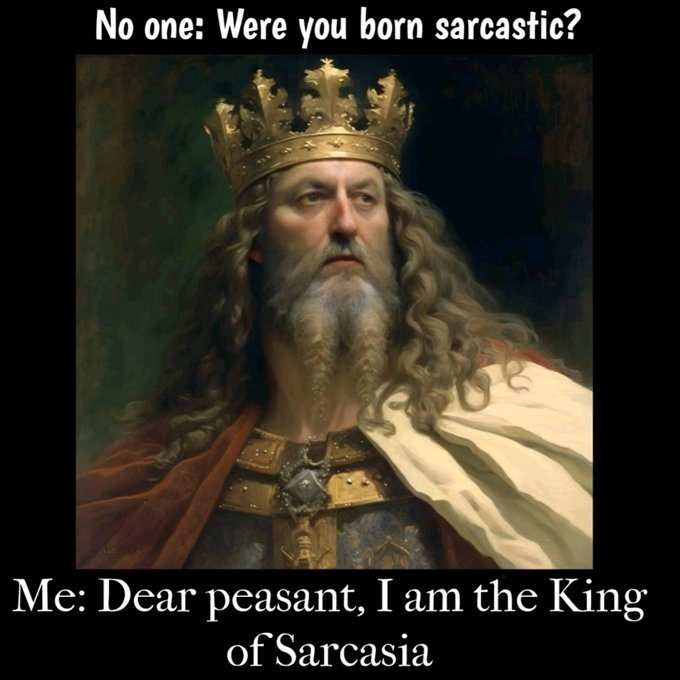 No one: Were you born sarcastic?
Me: Dear peasant, I am the King
of Sarcasia